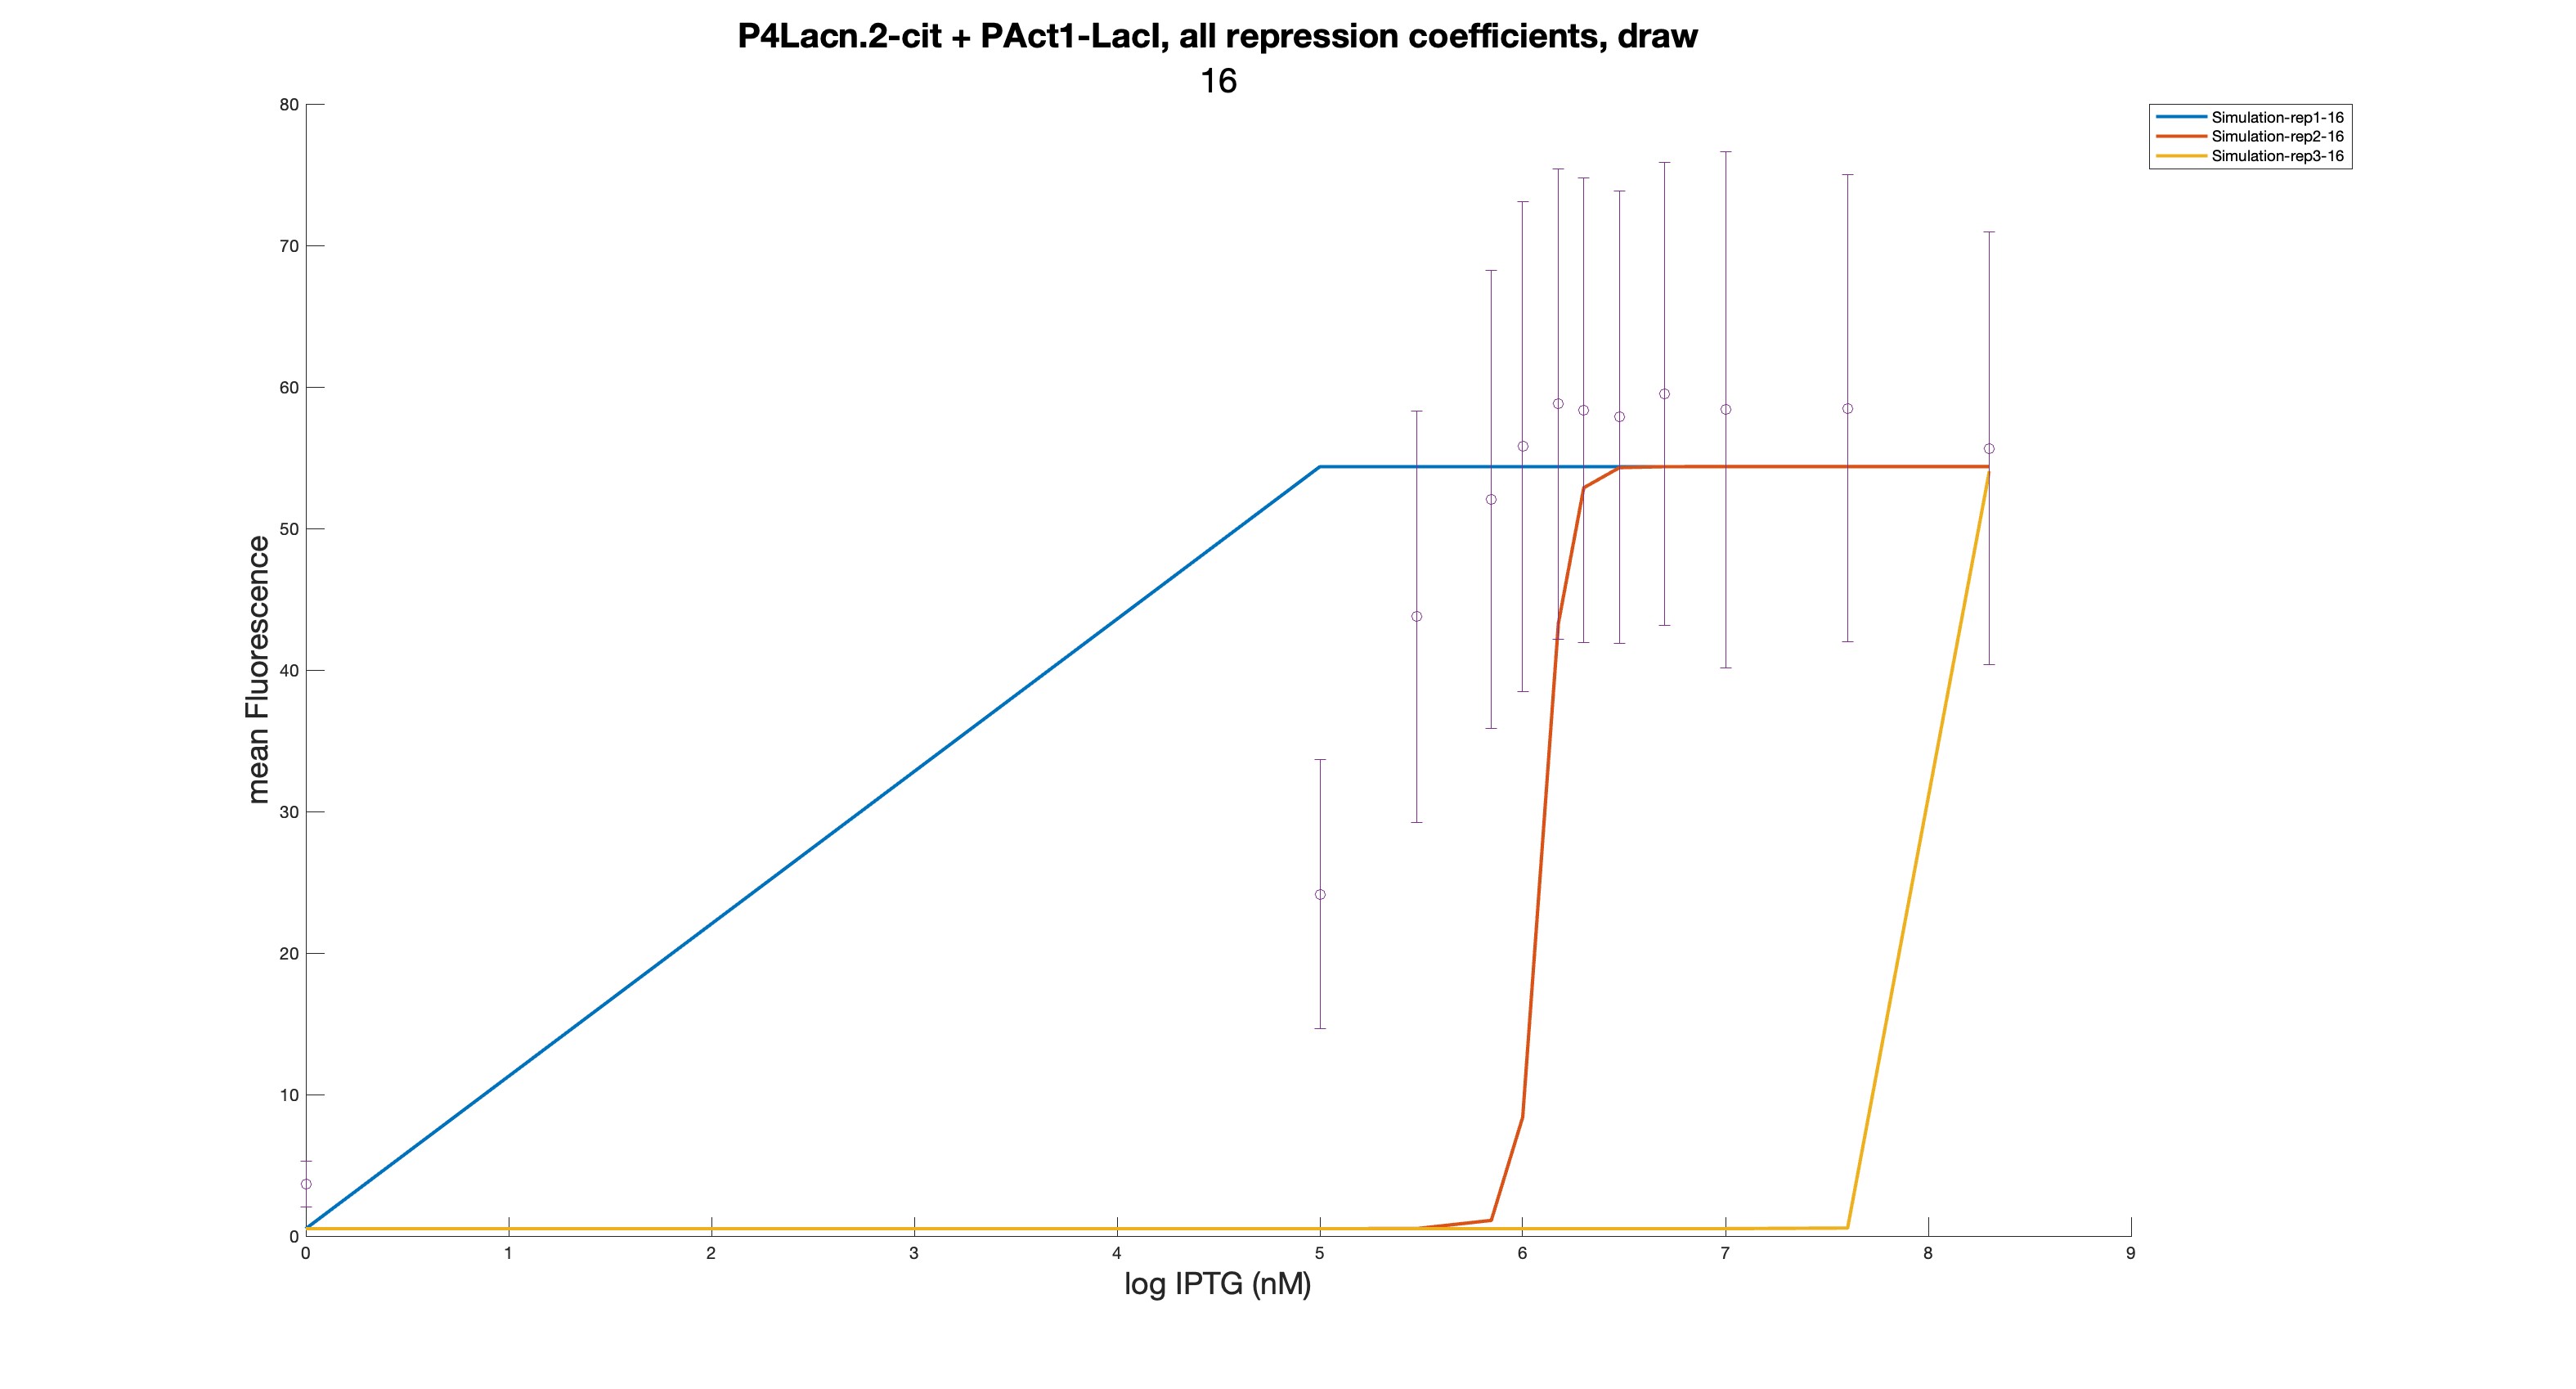 P4Lacn.2-cit + PAct1-LacI, all repression coefficients, draw
16
80
70
60
50
40
30
20
10
0
mean Fluorescence
0 1 2 3 4 5 6 7 8 9
log IPTG (nM)
Simulation-rep1-16
Simulation-rep2-16
Simulation-rep3-16